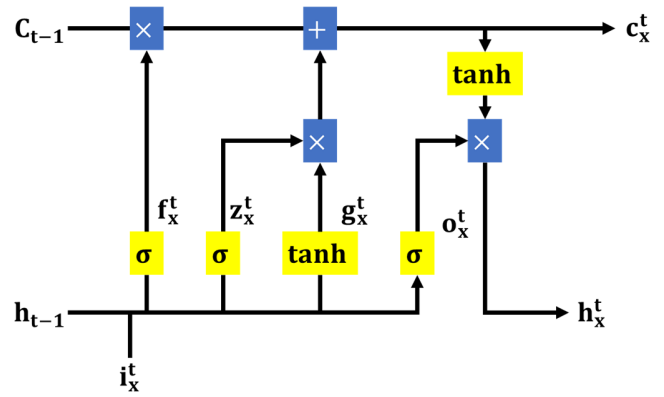 C_{t-1} × + c_x^t
tanh
× ×
f_x^t z_x^t g_x^t o_x^t
σ σ tanh σ
h_{t-1} h_x^t
i_x^t